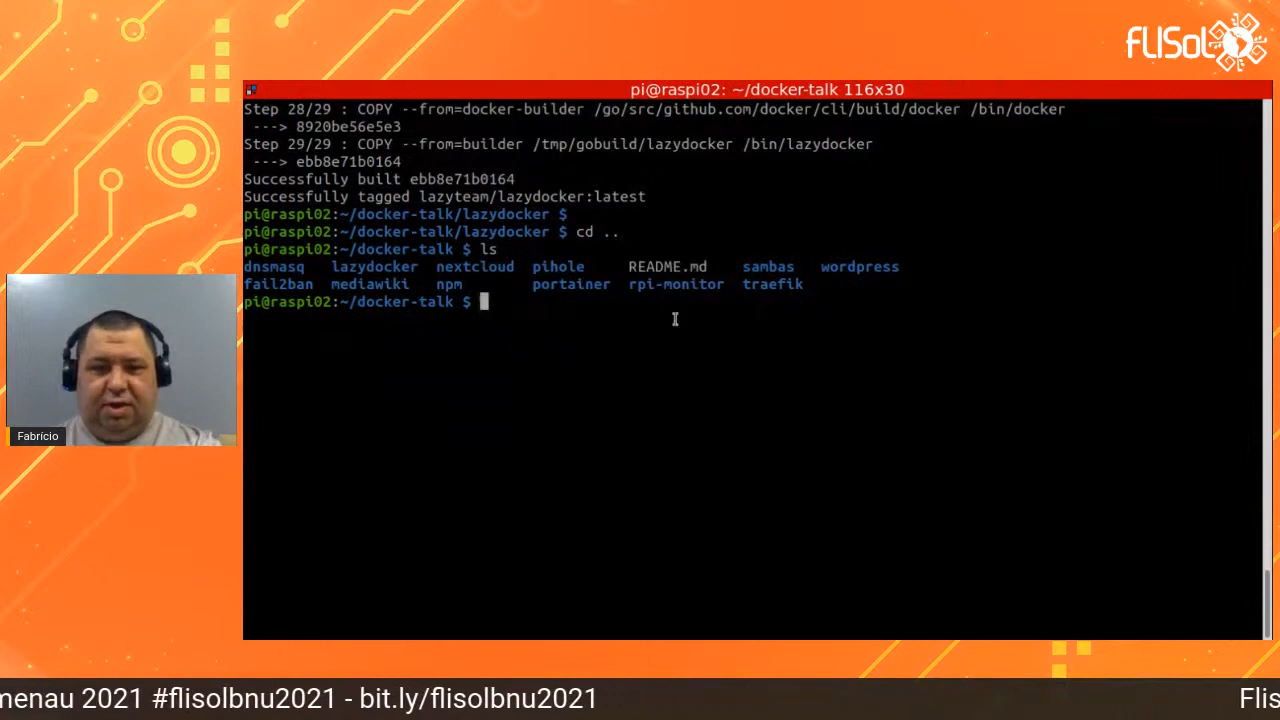 FLISoL
pi@raspi02: ~/docker-talk 116x30
Step 28/29 : COPY --from=docker-builder /go/src/github.com/docker/cli/build/docker /bin/docker
---> 8920be56e5e3
Step 29/29 : COPY --from=builder /tmp/gobuild/lazydocker /bin/lazydocker
---> ebb8e71b0164
Successfully built ebb8e71b0164
Successfully tagged lazyteam/lazydocker:latest
pi@raspi02:~/docker-talk/lazydocker $
pi@raspi02:~/docker-talk/lazydocker $ cd ..
pi@raspi02:~/docker-talk $ ls
dnsmasq lazydocker nextcloud pihole README.md sambas wordpress
fail2ban mediawiki npm portainer rpi-monitor traefik
pi@raspi02:~/docker-talk $
Fabrício
menau 2021 #flisolbnu2021 - bit.ly/flisolbnu2021 Flis